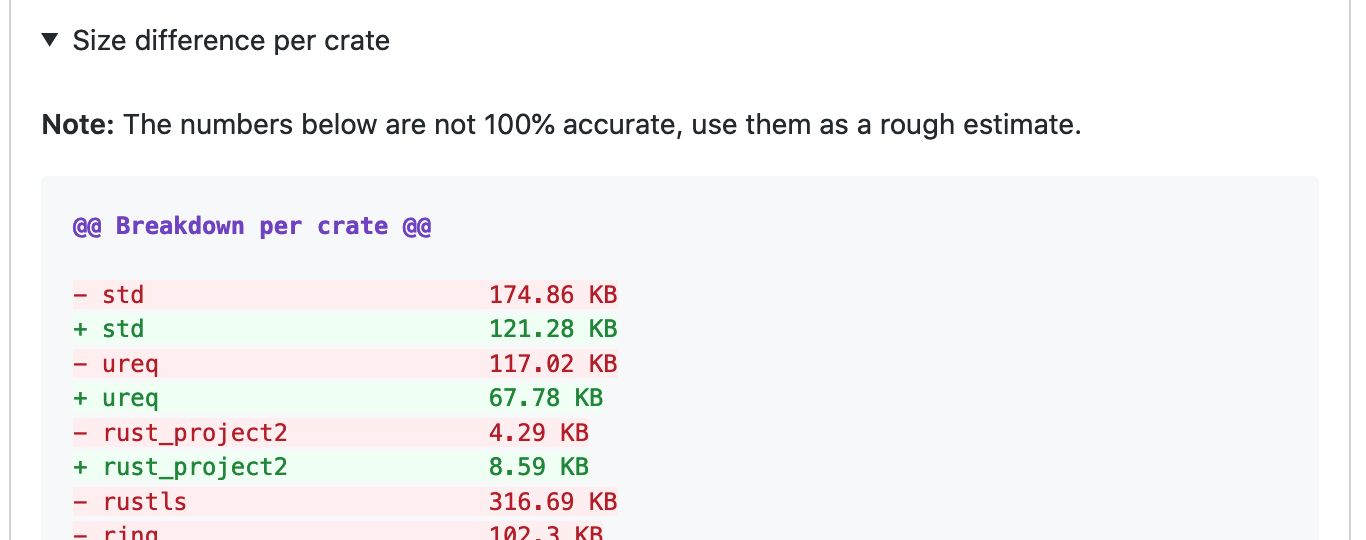 ▼ Size difference per crate
Note: The numbers below are not 100% accurate, use them as a rough estimate.
@@ Breakdown per crate @@
- std 174.86 KB
+ std 121.28 KB
- ureq 117.02 KB
+ ureq 67.78 KB
- rust_project2 4.29 KB
+ rust_project2 8.59 KB
- rustls 316.69 KB
- ring 102.3 KB